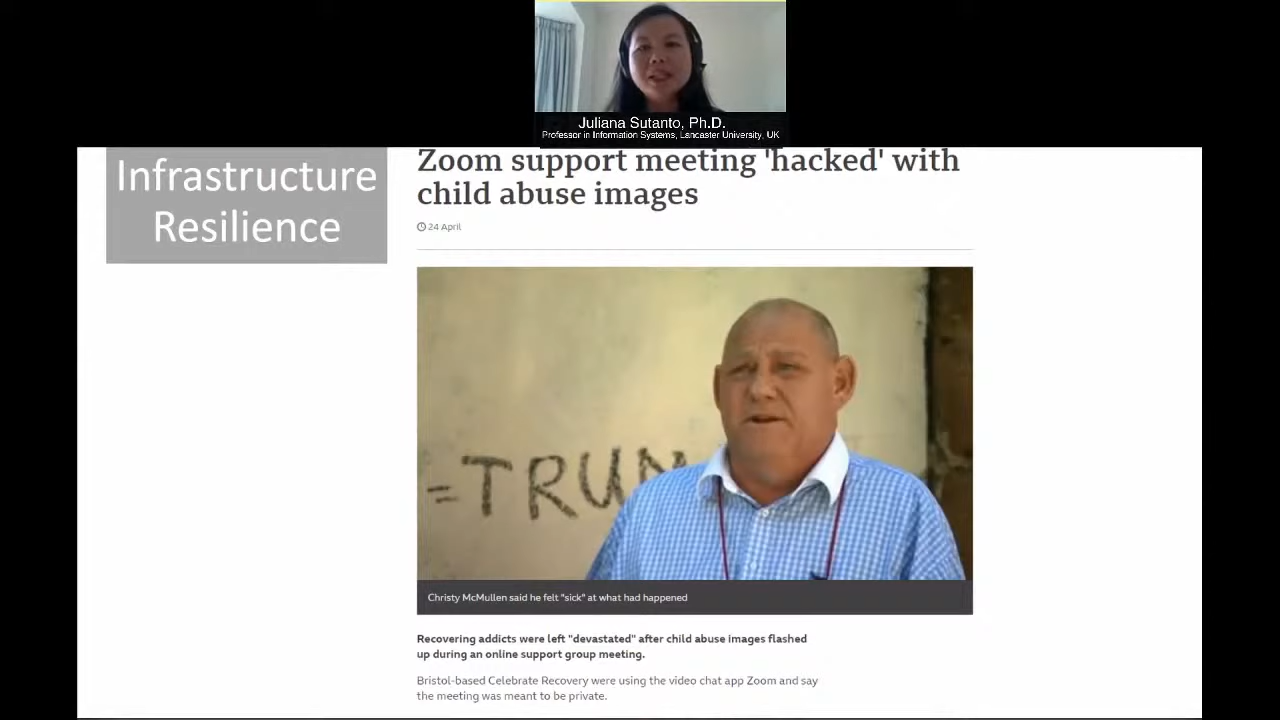 Juliana Sutanto, Ph.D.
Professor in Information Systems, Lancaster University, UK
Infrastructure
Resilience
Zoom support meeting 'hacked' with
child abuse images
24 April
=TRUM
Christy McMullen said he felt "sick" at what had happened
Recovering addicts were left "devastated" after child abuse images flashed
up during an online support group meeting.
Bristol-based Celebrate Recovery were using the video chat app Zoom and say
the meeting was meant to be private.